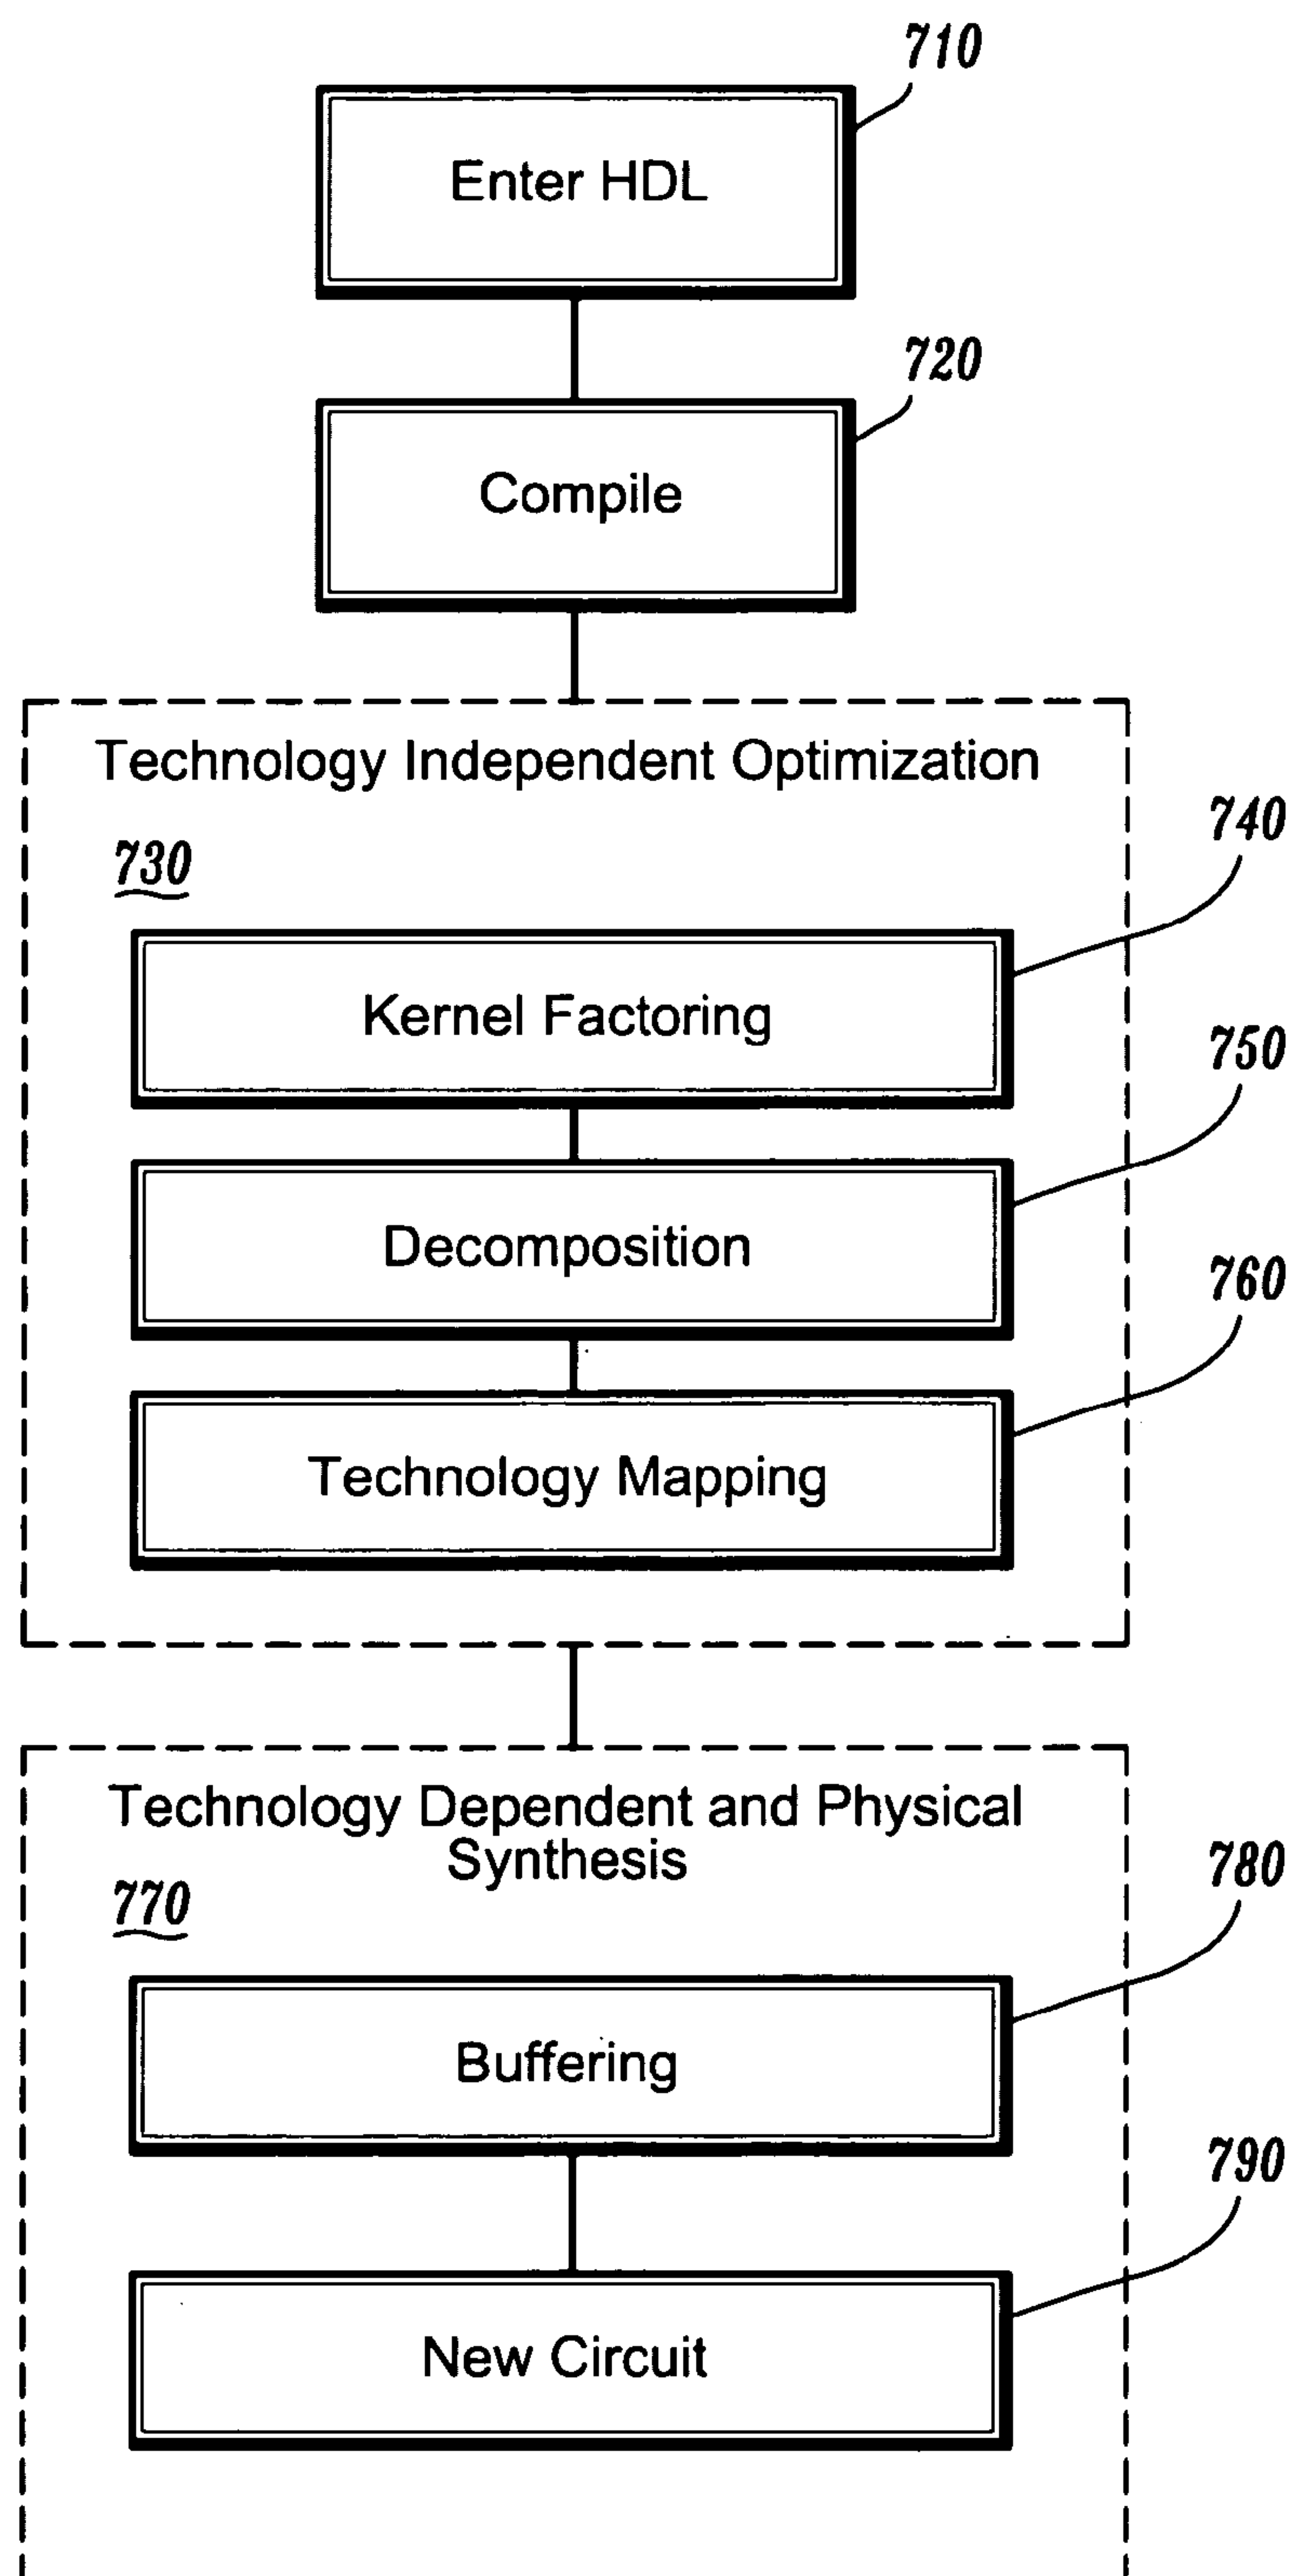 710
Enter HDL
720
Compile
Technology Independent Optimization
730
740
Kernel Factoring
750
Decomposition
760
Technology Mapping
Technology Dependent and Physical
Synthesis
770
780
Buffering
790
New Circuit